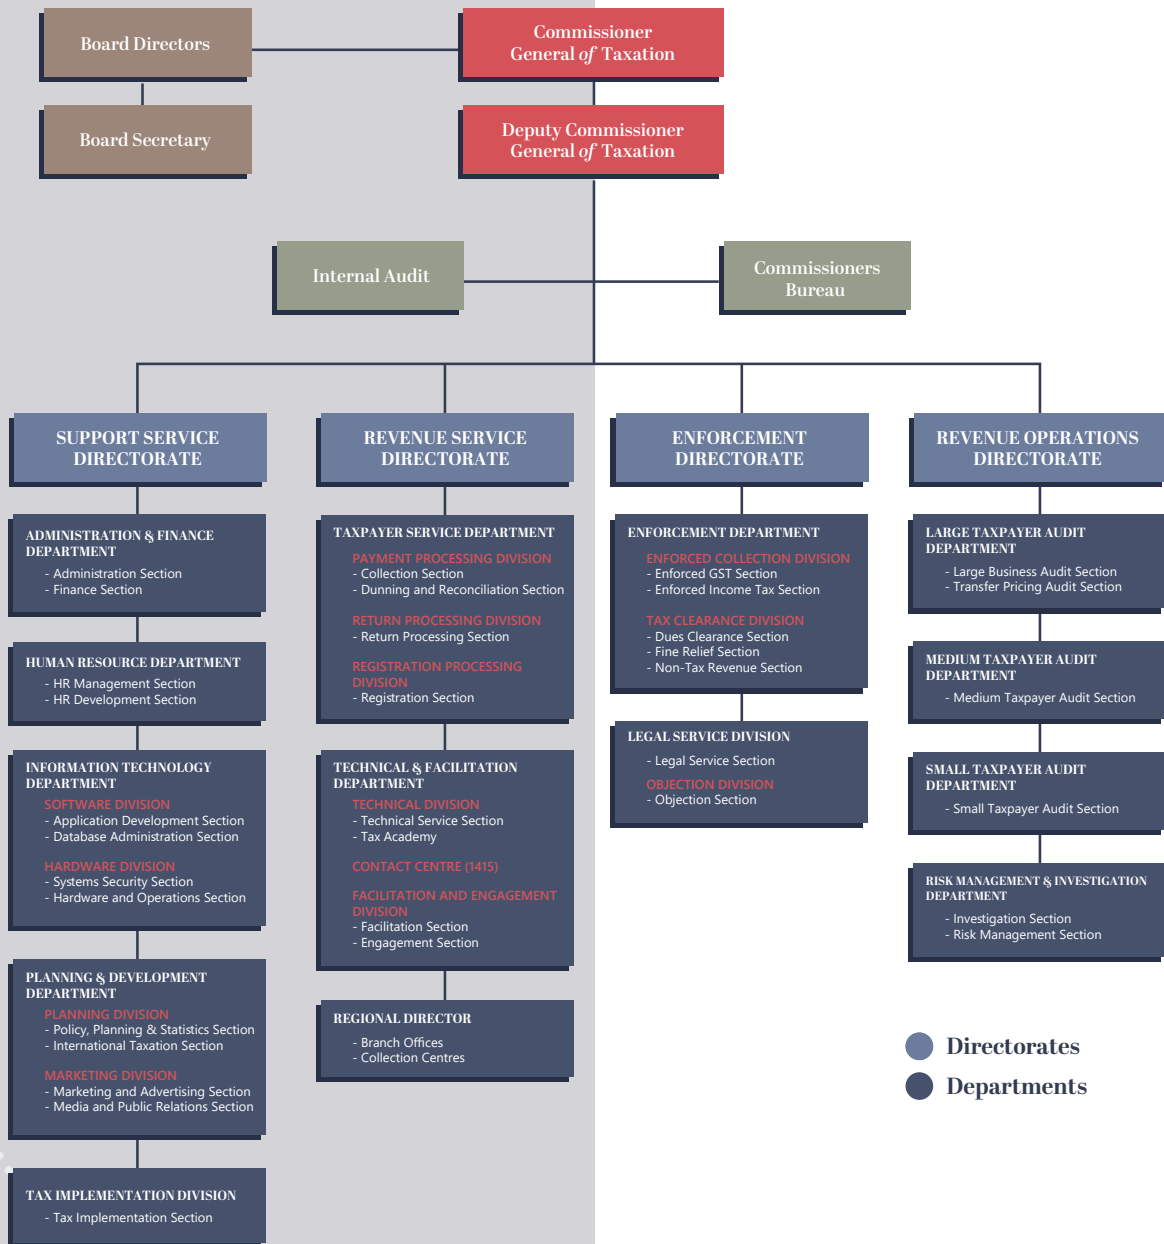 Board Directors
Commissioner
General of Taxation
Board Secretary
Deputy Commissioner
General of Taxation
Internal Audit
Commissioners
Bureau
SUPPORT SERVICE
DIRECTORATE
ADMINISTRATION & FINANCE
DEPARTMENT
- Administration Section
- Finance Section
HUMAN RESOURCE DEPARTMENT
- HR Management Section
- HR Development Section
INFORMATION TECHNOLOGY
DEPARTMENT
SOFTWARE DIVISION
- Application Development Section
- Database Administration Section
HARDWARE DIVISION
- Systems Security Section
- Hardware and Operations Section
PLANNING & DEVELOPMENT
DEPARTMENT
PLANNING DIVISION
- Policy, Planning & Statistics Section
- International Taxation Section
MARKETING DIVISION
- Marketing and Advertising Section
- Media and Public Relations Section
TAX IMPLEMENTATION DIVISION
- Tax Implementation Section
REVENUE SERVICE
DIRECTORATE
TAXPAYER SERVICE DEPARTMENT
PAYMENT PROCESSING DIVISION
- Collection Section
- Dunning and Reconciliation Section
RETURN PROCESSING DIVISION
- Return Processing Section
REGISTRATION PROCESSING
DIVISION
- Registration Section
TECHNICAL & FACILITATION
DEPARTMENT
TECHNICAL DIVISION
- Technical Service Section
- Tax Academy
CONTACT CENTRE (1415)
FACILITATION AND ENGAGEMENT
DIVISION
- Facilitation Section
- Engagement Section
REGIONAL DIRECTOR
- Branch Offices
- Collection Centres
ENFORCEMENT
DIRECTORATE
ENFORCEMENT DEPARTMENT
ENFORCED COLLECTION DIVISION
- Enforced GST Section
- Enforced Income Tax Section
TAX CLEARANCE DIVISION
- Dues Clearance Section
- Fine Relief Section
- Non-Tax Revenue Section
LEGAL SERVICE DIVISION
- Legal Service Section
OBJECTION DIVISION
- Objection Section
REVENUE OPERATIONS
DIRECTORATE
LARGE TAXPAYER AUDIT
DEPARTMENT
- Large Business Audit Section
- Transfer Pricing Audit Section
MEDIUM TAXPAYER AUDIT
DEPARTMENT
- Medium Taxpayer Audit Section
SMALL TAXPAYER AUDIT
DEPARTMENT
- Small Taxpayer Audit Section
RISK MANAGEMENT & INVESTIGATION
DEPARTMENT
- Investigation Section
- Risk Management Section
Directorates
Departments